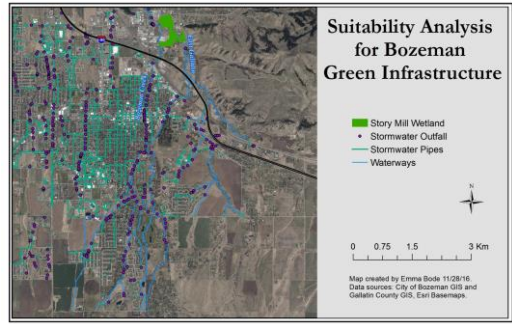 Suitability Analysis
for Bozeman
Green Infrastructure
Story Mill Wetland
Stormwater Outfall
Stormwater Pipes
Waterways
N
0 0.75 1.5 3 Km
Map created by Emma Bode 11/28/16.
Data sources: City of Bozeman GIS and
Gallatin County GIS, Esri Basemaps.